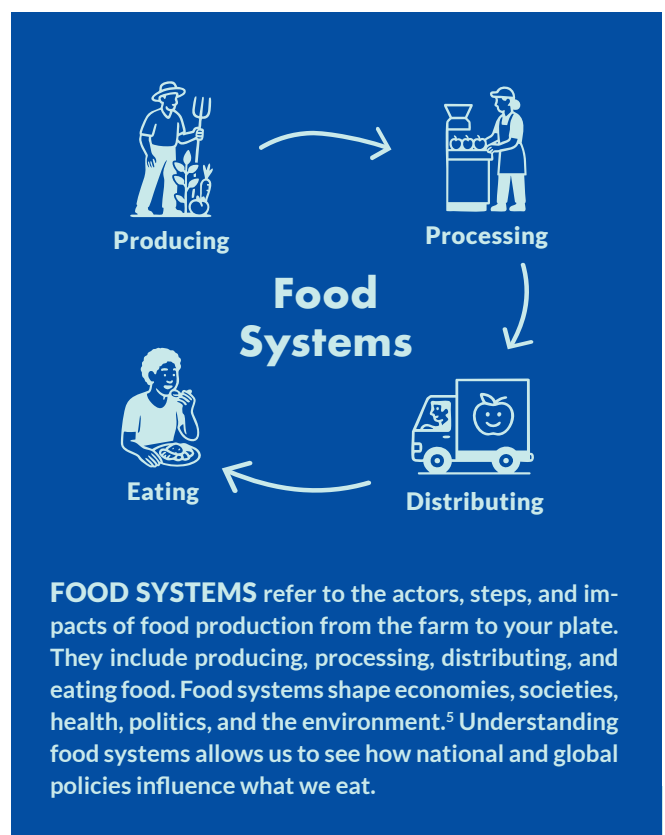 Producing
Processing
Food
Systems
Eating
Distributing
FOOD SYSTEMS refer to the actors, steps, and im-
pacts of food production from the farm to your plate.
They include producing, processing, distributing, and
eating food. Food systems shape economies, societies,
health, politics, and the environment.⁵ Understanding
food systems allows us to see how national and global
policies influence what we eat.